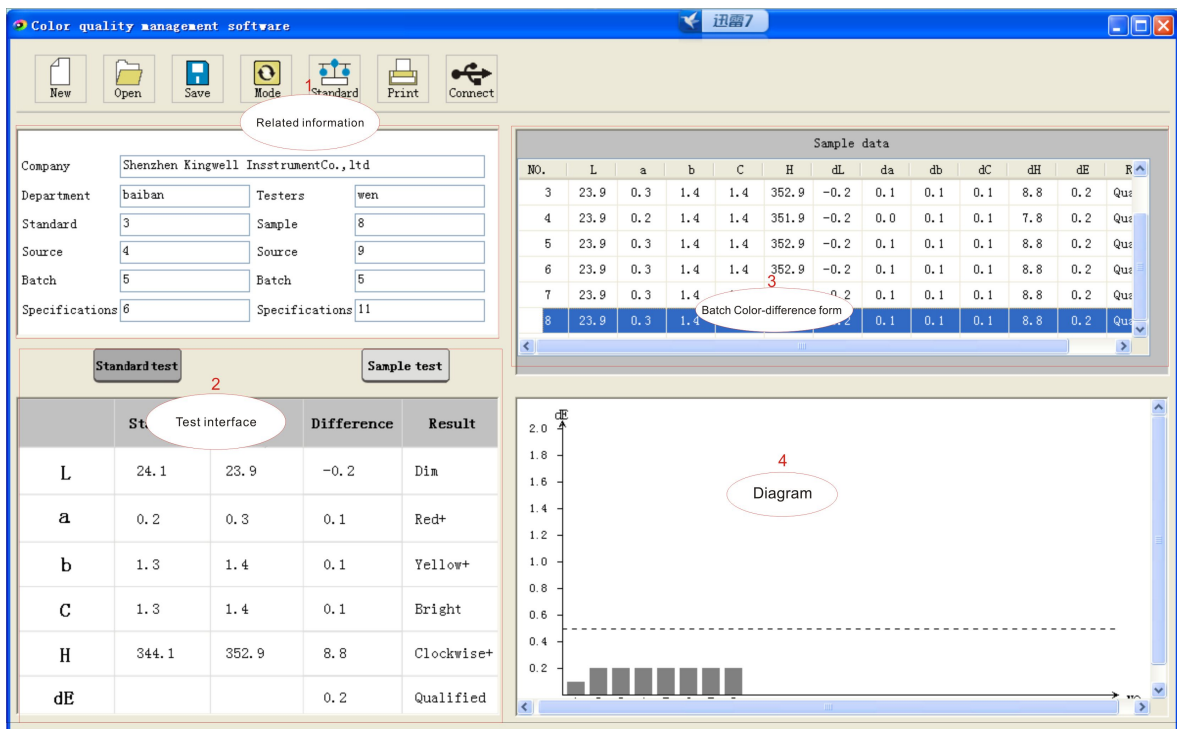 Color quality management software
迅雷7
New Open Save Mode Standard Print Connect
1
Related information
Company Shenzhen Kingwell InsstrumentCo.,ltd
Department baiban Testers wen
Standard 3 Sample 8
Source 4 Source 9
Batch 5 Batch 5
Specifications 6 Specifications 11
Sample data
NO. L a b C H dL da db dC dH dE R
3 23.9 0.3 1.4 1.4 352.9 -0.2 0.1 0.1 0.1 8.8 0.2 Qua
4 23.9 0.2 1.4 1.4 351.9 -0.2 0.0 0.1 0.1 7.8 0.2 Qua
5 23.9 0.3 1.4 1.4 352.9 -0.2 0.1 0.1 0.1 8.8 0.2 Qua
6 23.9 0.3 1.4 1.4 352.9 -0.2 0.1 0.1 0.1 8.8 0.2 Qua
3
7 23.9 0.3 1.4 0.1 0.1 0.1 8.8 0.2 Qua
Batch Color-difference form
8 23.9 0.3 1.4 0.1 0.1 0.1 8.8 0.2 Qua
Standard test Sample test
2
Test interface
Difference Result
L 24.1 23.9 -0.2 Dim
a 0.2 0.3 0.1 Red+
b 1.3 1.4 0.1 Yellow+
C 1.3 1.4 0.1 Bright
H 344.1 352.9 8.8 Clockwise+
dE 0.2 Qualified
dE
2.0
1.8
1.6
1.4
1.2
1.0
0.8
0.6
0.4
0.2
4
Diagram